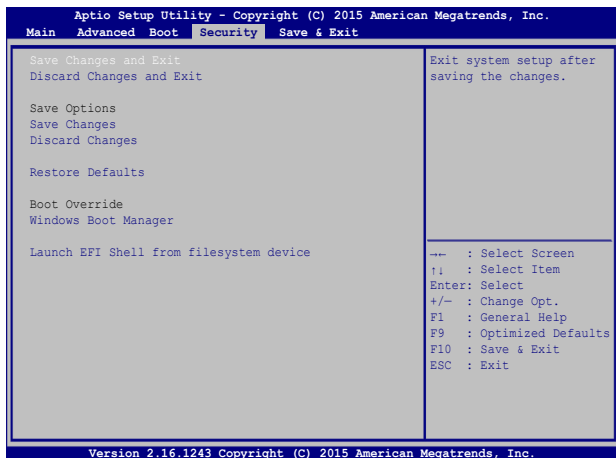 Aptio Setup Utility - Copyright (C) 2015 American Megatrends, Inc.
Main Advanced Boot Security Save & Exit
Save Changes and Exit
Discard Changes and Exit
Save Options
Save Changes
Discard Changes
Restore Defaults
Boot Override
Windows Boot Manager
Launch EFI Shell from filesystem device
Exit system setup after
saving the changes.
→← : Select Screen
↑↓ : Select Item
Enter: Select
+/— : Change Opt.
F1 : General Help
F9 : Optimized Defaults
F10 : Save & Exit
ESC : Exit
Version 2.16.1243 Copyright (C) 2015 American Megatrends, Inc.